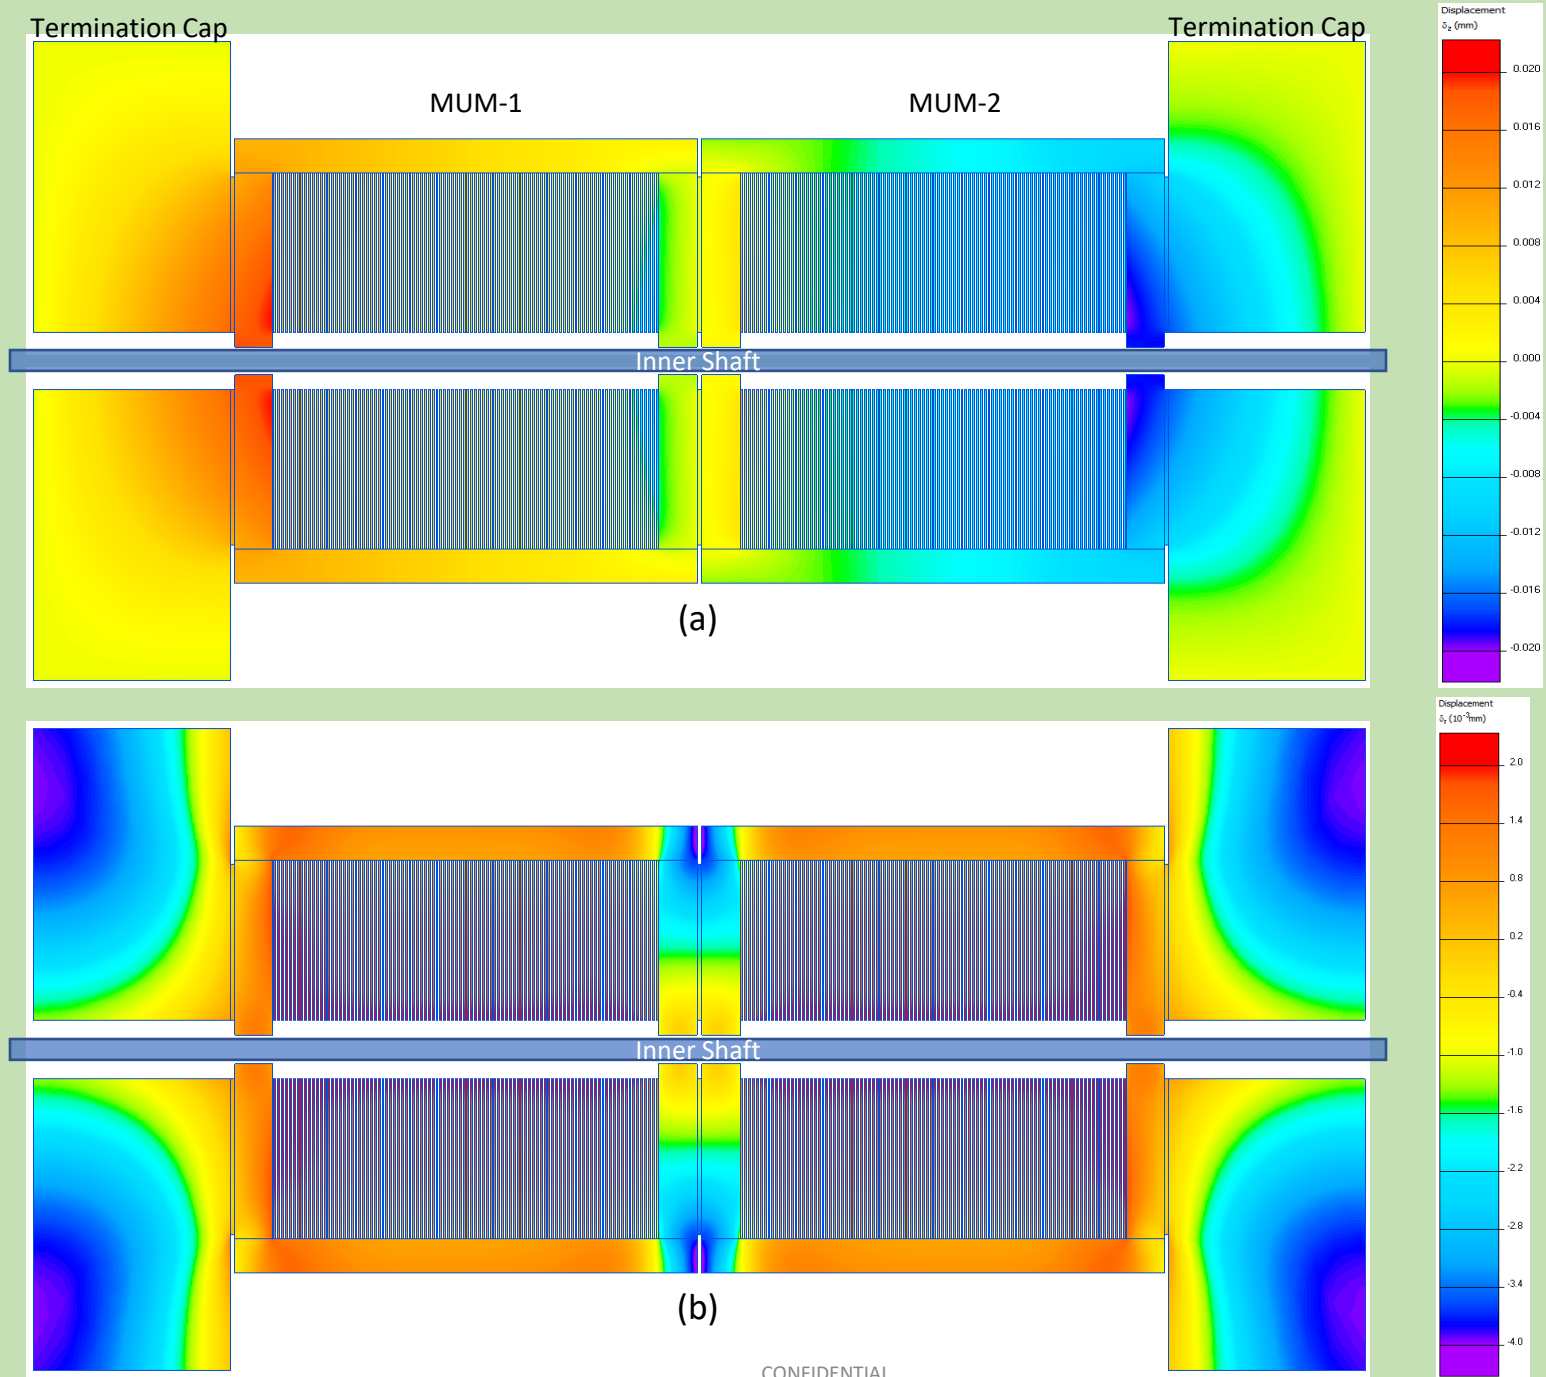 Termination Cap
Termination Cap
MUM-1
MUM-2
Inner Shaft
(a)
Displacement
δz (mm)
0.020
0.016
0.012
0.008
0.004
0.000
-0.004
-0.008
-0.012
-0.016
-0.020
Inner Shaft
(b)
Displacement
δr (10⁻³mm)
2.0
1.4
0.8
0.2
-0.4
-1.0
-1.6
-2.2
-2.8
-3.4
-4.0
CONFIDENTIAL